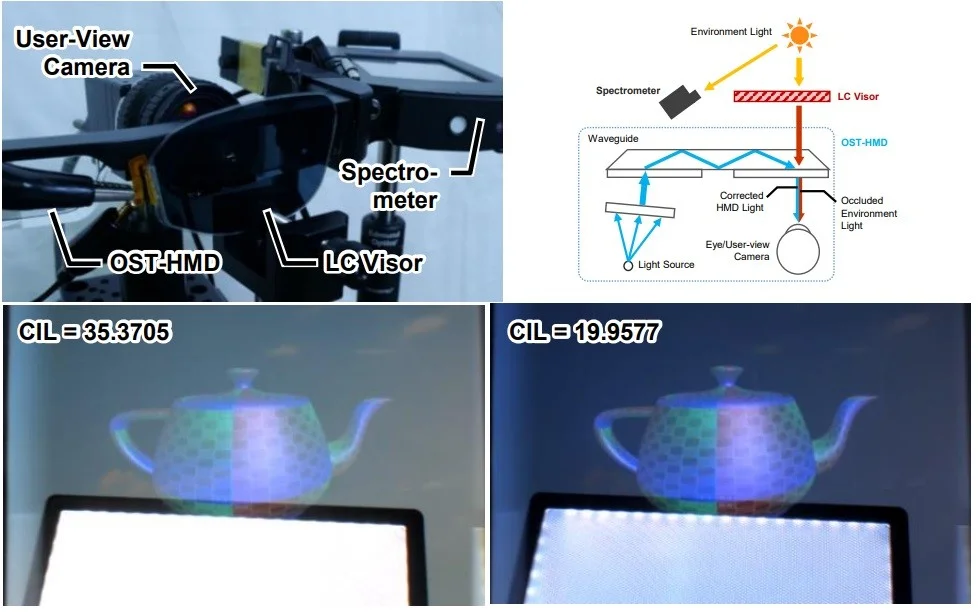 User-View
Camera
Spectro-
meter
OST-HMD
LC Visor
Environment Light
Spectrometer
LC Visor
Waveguide
OST-HMD
Corrected
HMD Light
Occluded
Environment
Light
Eye/User-view
Camera
Light Source
CIL = 35.3705
CIL = 19.9577